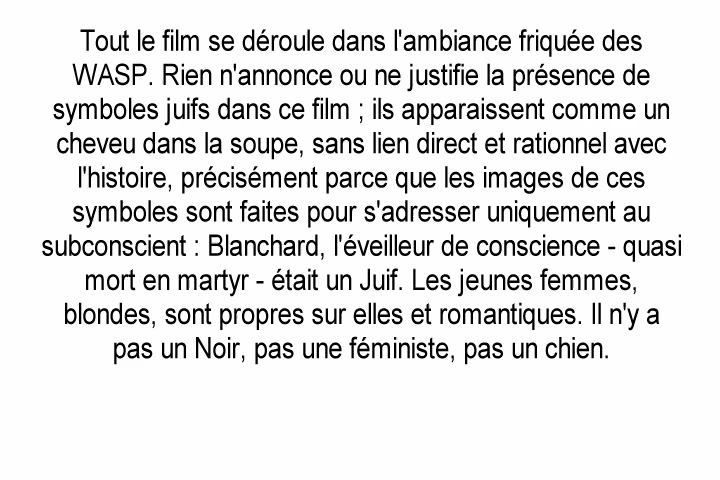 Tout le film se déroule dans l'ambiance friquée des
WASP. Rien n'annonce ou ne justifie la présence de
symboles juifs dans ce film ; ils apparaissent comme un
cheveu dans la soupe, sans lien direct et rationnel avec
l'histoire, précisément parce que les images de ces
symboles sont faites pour s'adresser uniquement au
subconscient : Blanchard, l'éveilleur de conscience - quasi
mort en martyr - était un Juif. Les jeunes femmes,
blondes, sont propres sur elles et romantiques. Il n'y a
pas un Noir, pas une féministe, pas un chien.